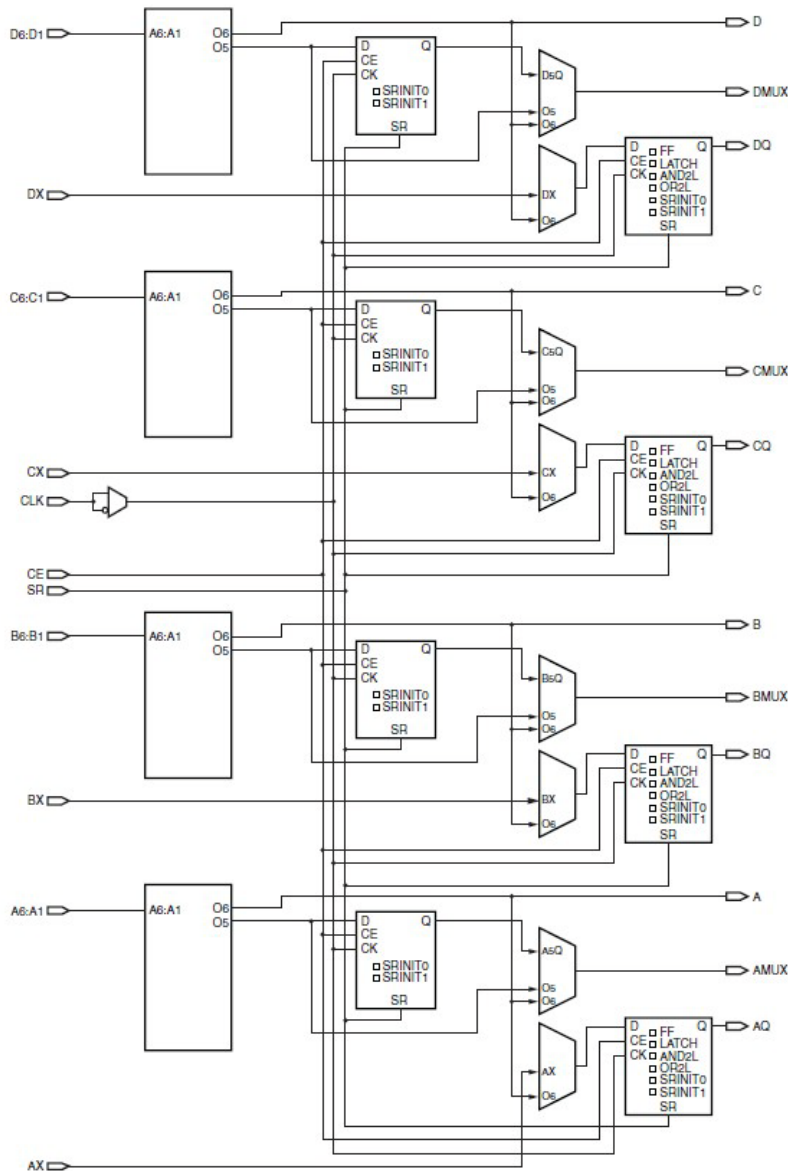 D6:D1 A6:A1 O6 D
O5 D Q
CE D5Q DMUX
CK
SRINIT0
SRINIT1 O5
O6
SR
D Q DQ
FF
CE LATCH
CK AND2L
DX DX OR2L
SRINIT0
O6 SRINIT1
SR
C6:C1 A6:A1 O6 C
O5 D Q
CE
CK C5Q CMUX
SRINIT0
SRINIT1
O5
SR O6
D Q CQ
FF
CE LATCH
CX CX CK AND2L
OR2L
CLK O6 SRINIT0
SRINIT1
SR
CE
SR
B6:B1 A6:A1 O6 B
O5 D Q
CE
CK B5Q BMUX
SRINIT0
SRINIT1
O5
SR O6
D Q BQ
FF
CE LATCH
CK AND2L
BX BX OR2L
SRINIT0
O6 SRINIT1
SR
A6:A1 A6:A1 O6 A
O5 D Q
CE
CK A5Q AMUX
SRINIT0
SRINIT1 O5
SR O6
D Q AQ
FF
CE LATCH
CK AND2L
AX OR2L
SRINIT0
O6 SRINIT1
SR
AX